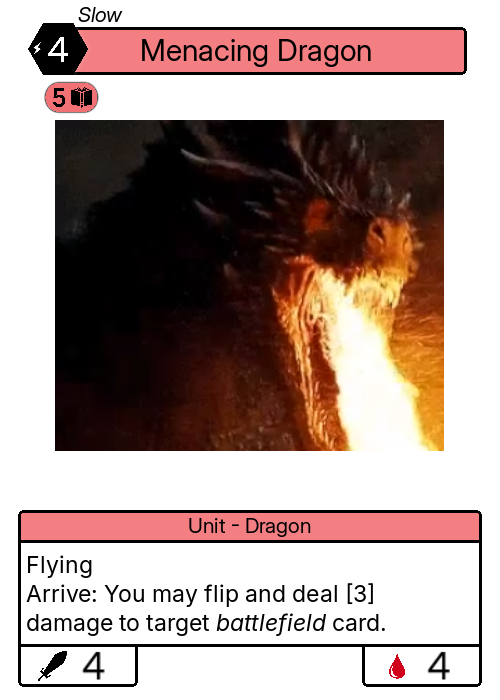 Slow
4 Menacing Dragon
5
Unit - Dragon
Flying
Arrive: You may flip and deal [3]
damage to target battlefield card.
4 4